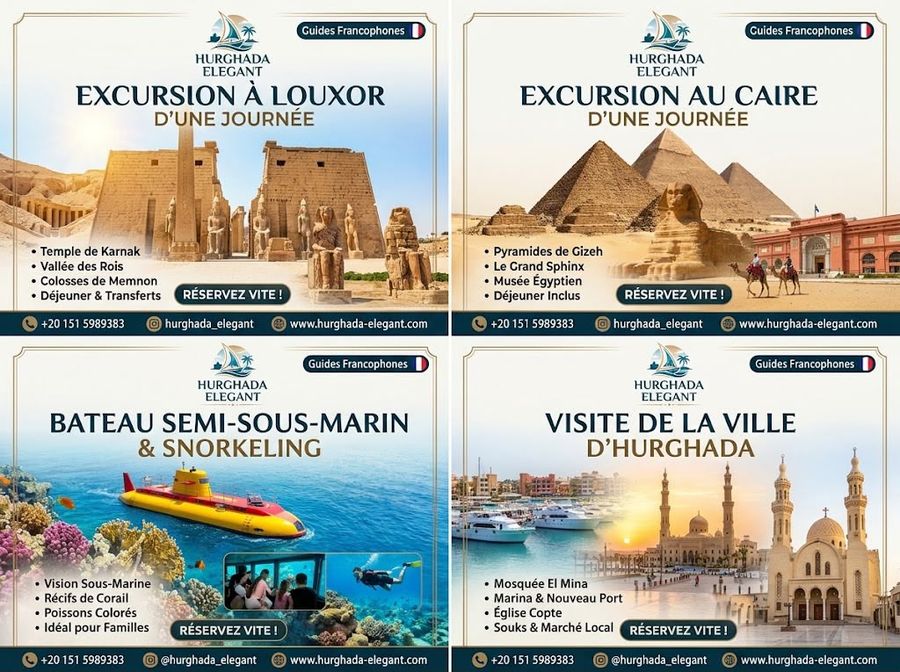 HURGHADA
ELEGANT
Guides Francophones
EXCURSION À LOUXOR
D'UNE JOURNÉE
• Temple de Karnak
• Vallée des Rois
• Colosses de Memnon
• Déjeuner & Transferts
RÉSERVEZ VITE !
+20 151 5989383
hurghada_elegant
www.hurghada-elegant.com
HURGHADA
ELEGANT
Guides Francophones
EXCURSION AU CAIRE
D'UNE JOURNÉE
• Pyramides de Gizeh
• Le Grand Sphinx
• Musée Égyptien
• Déjeuner Inclus
RÉSERVEZ VITE !
+20 151 5989383
hurghada_elegant
www.hurghada-elegant.com
HURGHADA
ELEGANT
Guides Francophones
BATEAU SEMI-SOUS-MARIN
& SNORKELING
• Vision Sous-Marine
• Récifs de Corail
• Poissons Colorés
• Idéal pour Familles
RÉSERVEZ VITE !
+20 151 5989383
@hurghada_elegant
www.hurghada-elegant.com
HURGHADA
ELEGANT
Guides Francophones
VISITE DE LA VILLE
D'HURGHADA
• Mosquée El Mina
• Marina & Nouveau Port
• Église Copte
• Souks & Marché Local
RÉSERVEZ VITE !
+20 151 5989383
@hurghada_elegant
www.hurghada-elegant.com